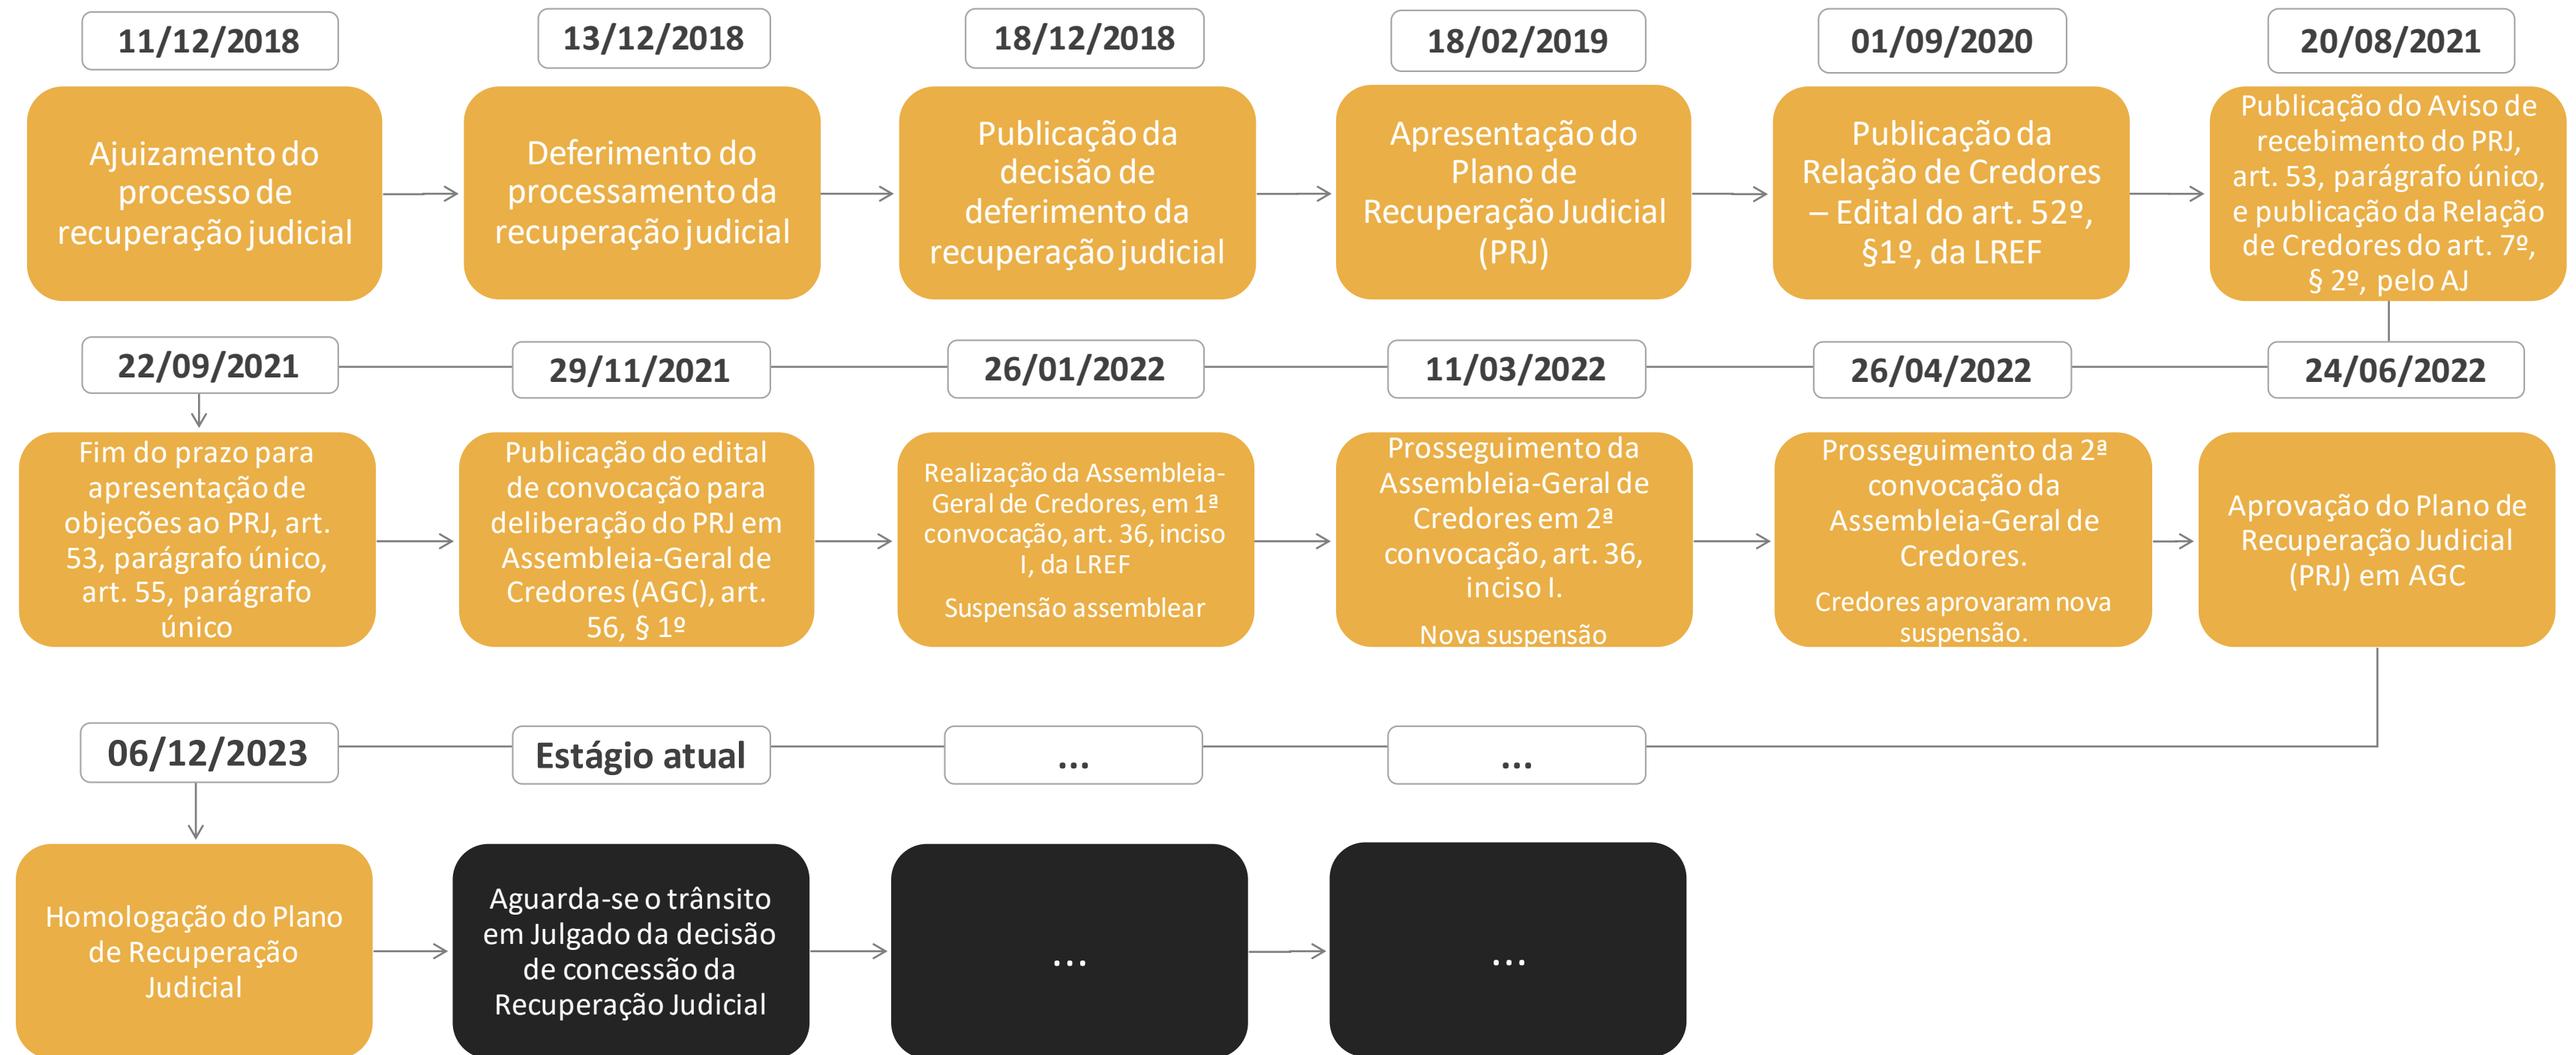 11/12/2018
Ajuizamento do
processo de
recuperação judicial
13/12/2018
Deferimento do
processamento da
recuperação judicial
18/12/2018
Publicação da
decisão de
deferimento da
recuperação judicial
18/02/2019
Apresentação do
Plano de
Recuperação Judicial
(PRJ)
01/09/2020
Publicação da
Relação de Credores
– Edital do art. 52º,
§1º, da LREF
20/08/2021
Publicação do Aviso de
recebimento do PRJ,
art. 53, parágrafo único,
e publicação da Relação
de Credores do art. 7º,
§ 2º, pelo AJ
22/09/2021
Fim do prazo para
apresentação de
objeções ao PRJ, art.
53, parágrafo único,
art. 55, parágrafo
único
29/11/2021
Publicação do edital
de convocação para
deliberação do PRJ em
Assembleia-Geral de
Credores (AGC), art.
56, § 1º
26/01/2022
Realização da Assembleia-
Geral de Credores, em 1ª
convocação, art. 36, inciso
I, da LREF
Suspensão assemblear
11/03/2022
Prosseguimento da
Assembleia-Geral de
Credores em 2ª
convocação, art. 36,
inciso I.
Nova suspensão
26/04/2022
Prosseguimento da 2ª
convocação da
Assembleia-Geral de
Credores.
Credores aprovaram nova
suspensão.
24/06/2022
Aprovação do Plano de
Recuperação Judicial
(PRJ) em AGC
06/12/2023
Homologação do Plano
de Recuperação
Judicial
Estágio atual
Aguarda-se o trânsito
em Julgado da decisão
de concessão da
Recuperação Judicial
...
...
...
...